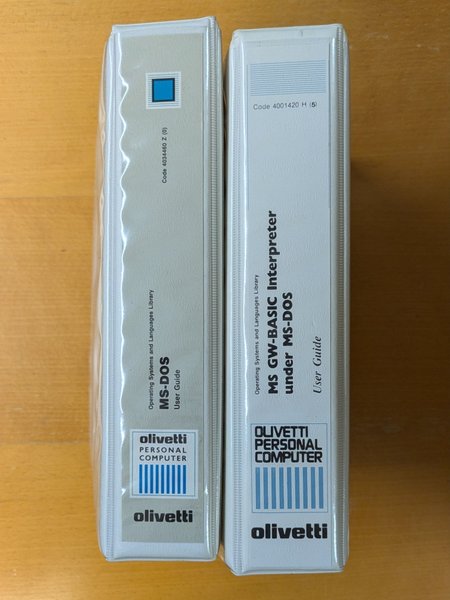 Code 4034460 Z (0)
Operating Systems and Languages Library
MS-DOS
User Guide
olivetti
PERSONAL
COMPUTER
olivetti
Code 4001420 H (5)
Operating Systems and Languages Library
MS GW-BASIC Interpreter
under MS-DOS
User Guide
OLIVETTI
PERSONAL
COMPUTER
olivetti